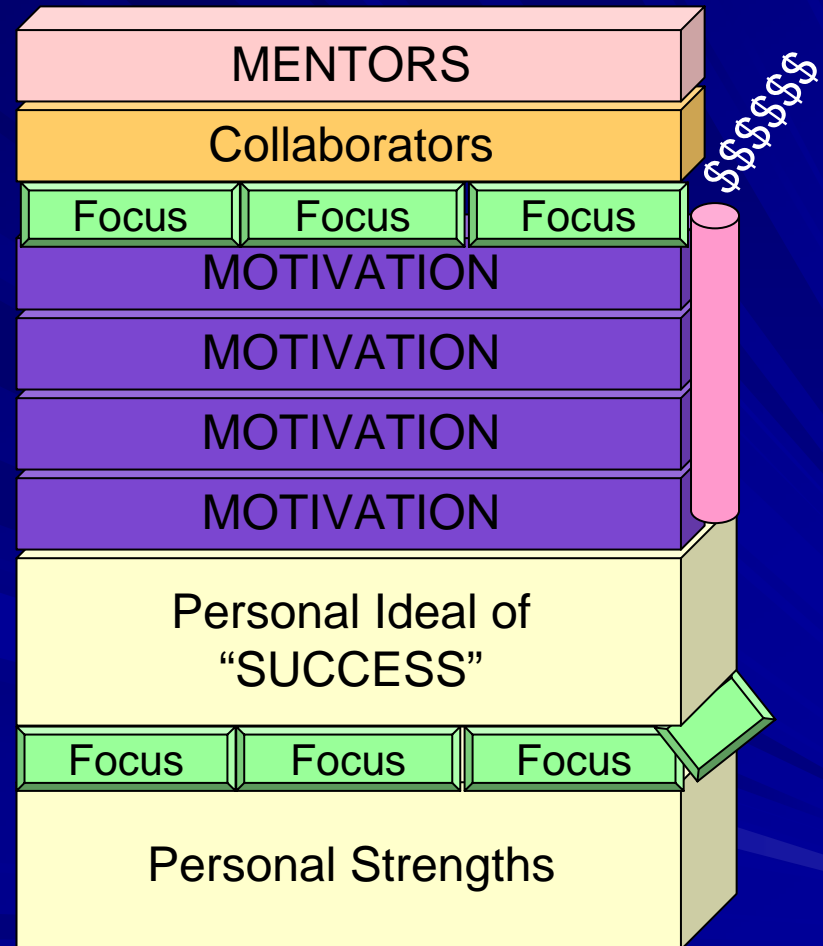 MENTORS
$$$$$$
Collaborators
Focus Focus Focus
MOTIVATION
MOTIVATION
MOTIVATION
MOTIVATION
Personal Ideal of
“SUCCESS”
Focus Focus Focus
Personal Strengths